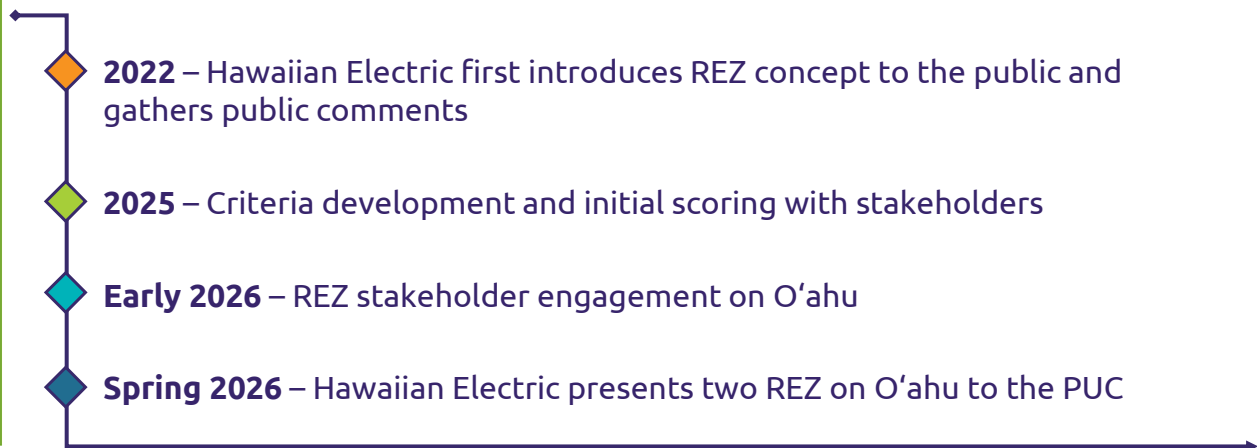 2022 – Hawaiian Electric first introduces REZ concept to the public and
gathers public comments
2025 – Criteria development and initial scoring with stakeholders
Early 2026 – REZ stakeholder engagement on Oʻahu
Spring 2026 – Hawaiian Electric presents two REZ on Oʻahu to the PUC